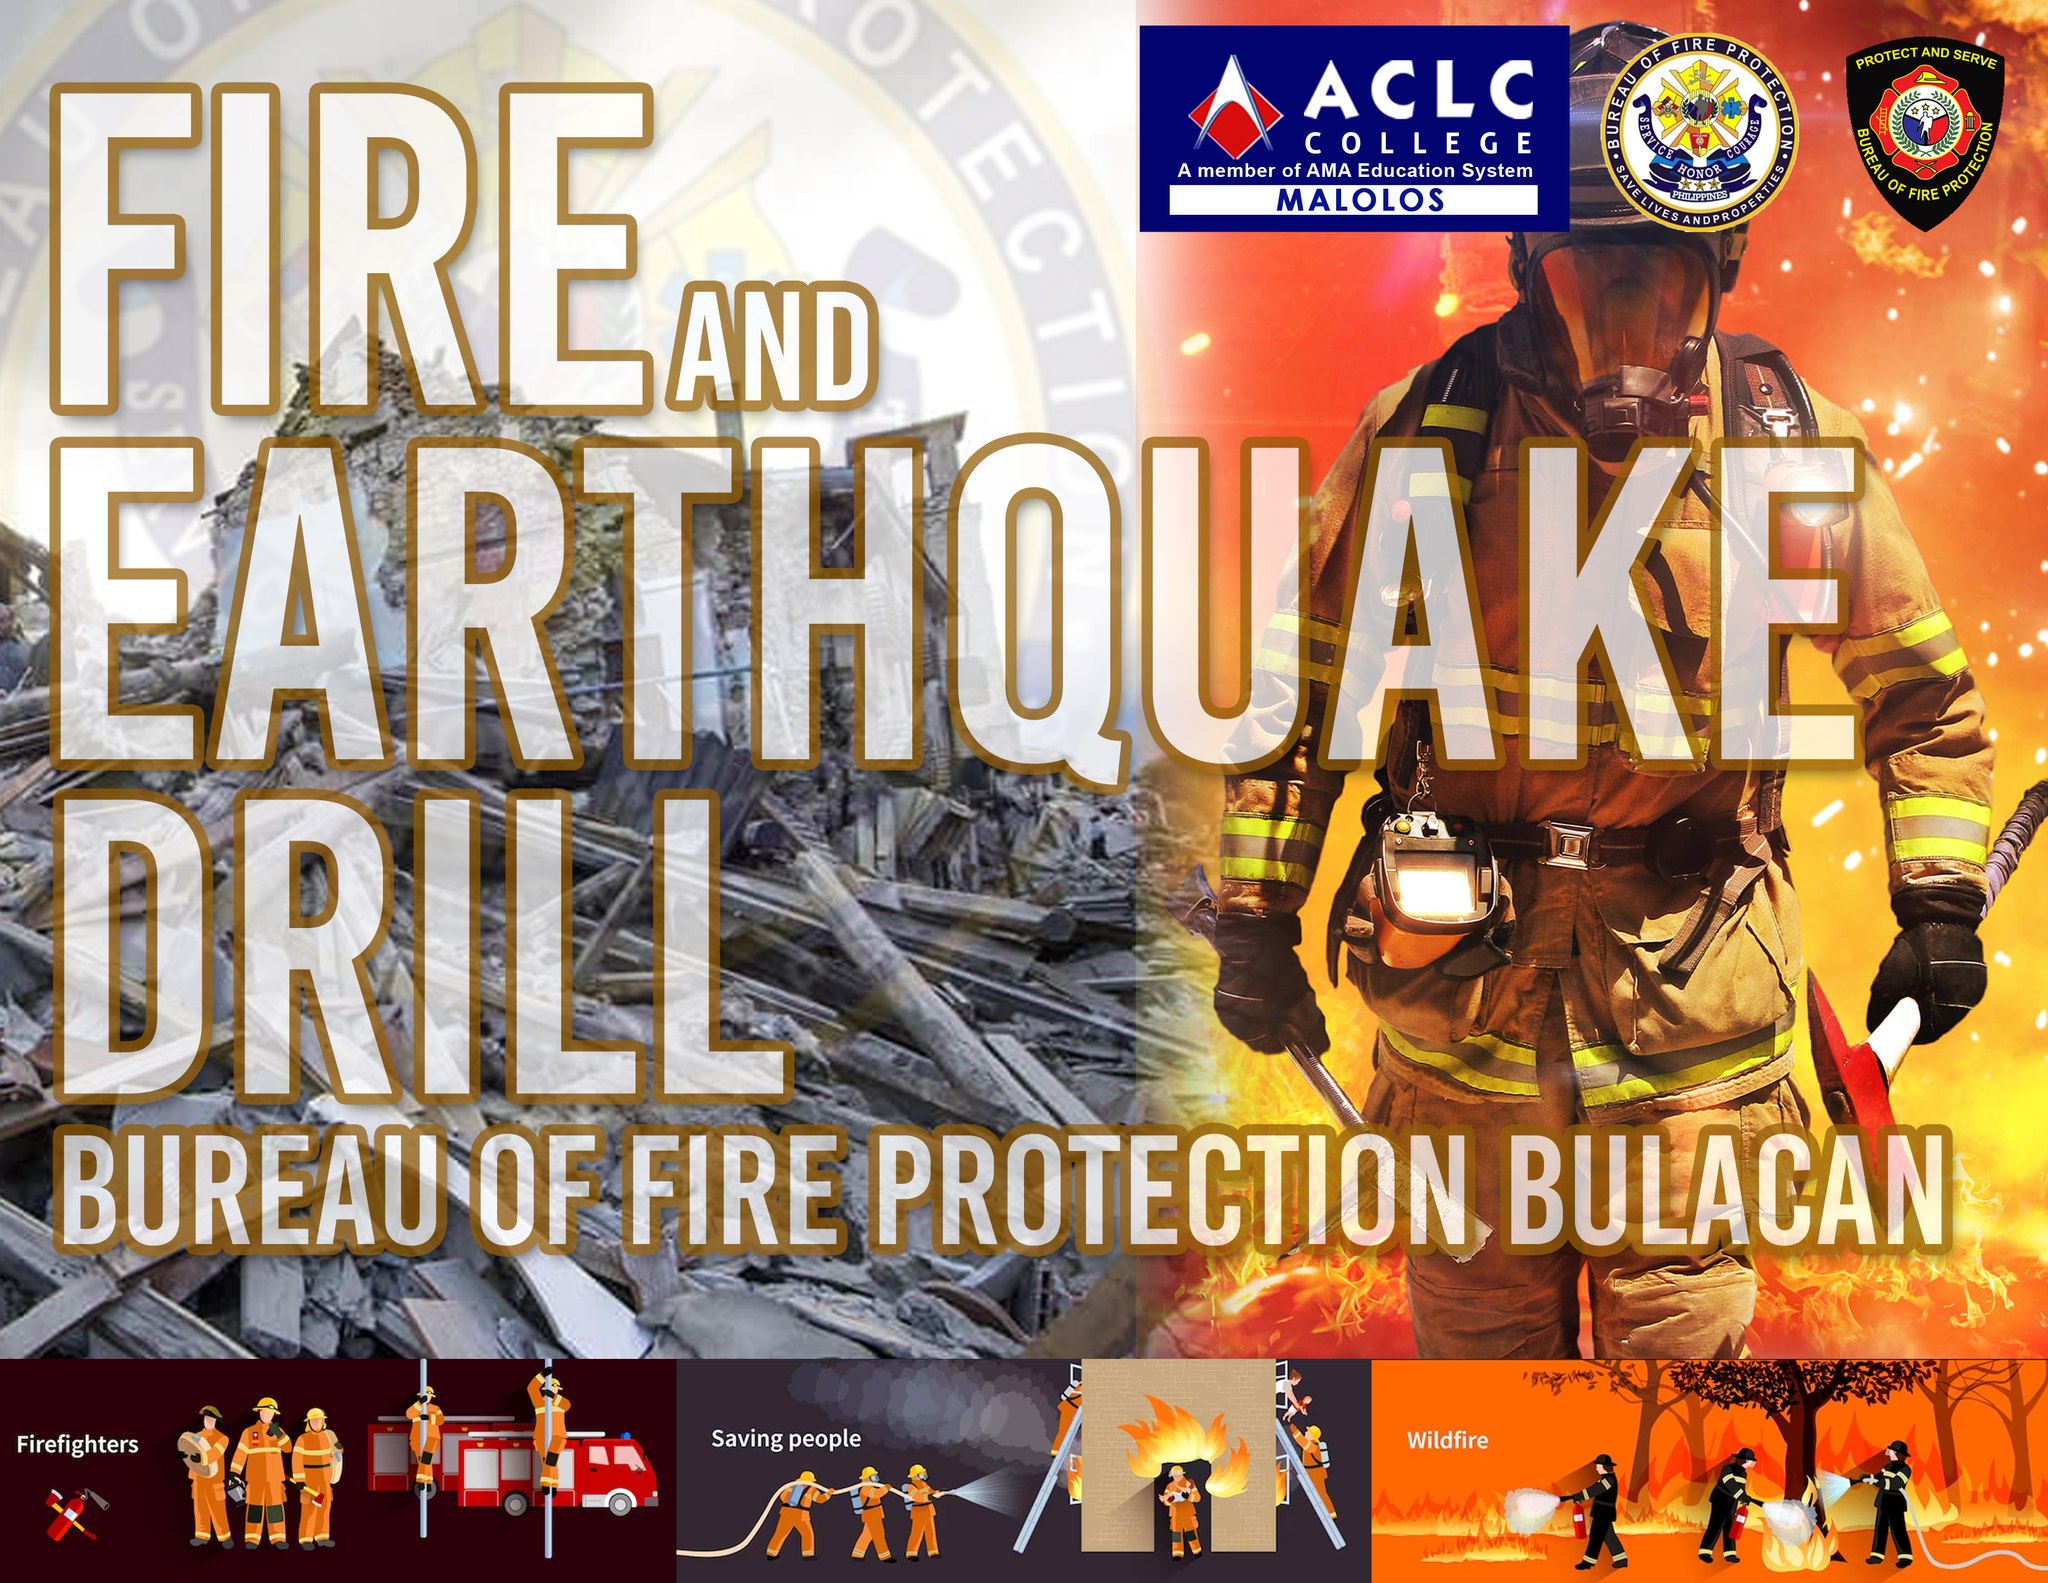 FIRE AND
EARTHQUAKE
DRILL
BUREAU OF FIRE PROTECTION BULACAN
ACLC
COLLEGE
A member of AMA Education System
MALOLOS
BUREAU OF FIRE PROTECTION
SERVICE
HONOR
COURAGE
PHILIPPINES
SAVE LIVES AND PROPERTIES
PROTECT AND SERVE
BUREAU OF FIRE PROTECTION
Firefighters
Saving people
Wildfire